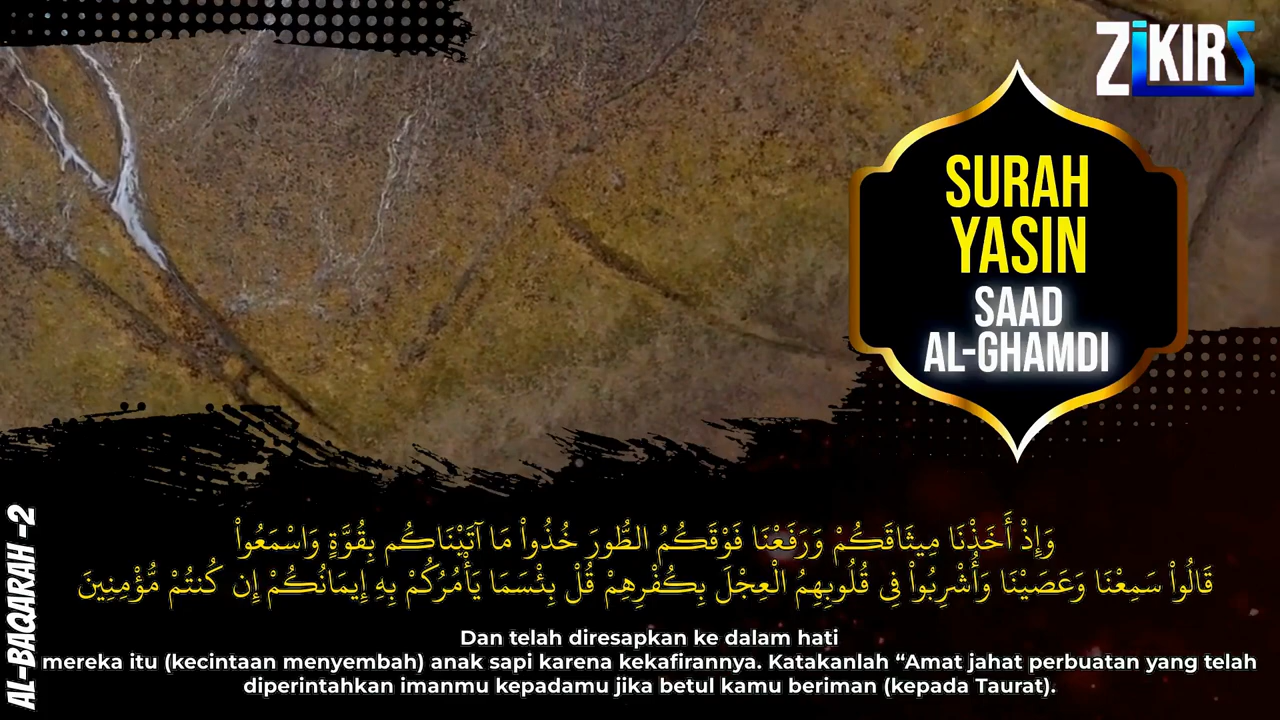 ZIKIRS
SURAH
YASIN
SAAD
AL-GHAMDI
AL-BAQARAH -2
وَإِذْ أَخَذْنَا مِيثَاقَكُمْ وَرَفَعْنَا فَوْقَكُمُ الطُّورَ خُذُواْ مَا آتَيْنَاكُم بِقُوَّةٍ وَاسْمَعُواْ
قَالُواْ سَمِعْنَا وَعَصَيْنَا وَأُشْرِبُواْ فِي قُلُوبِهِمُ الْعِجْلَ بِكُفْرِهِمْ قُلْ بِئْسَمَا يَأْمُرُكُمْ بِهِ إِيمَانُكُمْ إِن كُنتُمْ مُّؤْمِنِينَ
Dan telah diresapkan ke dalam hati
mereka itu (kecintaan menyembah) anak sapi karena kekafirannya. Katakanlah “Amat jahat perbuatan yang telah
diperintahkan imanmu kepadamu jika betul kamu beriman (kepada Taurat).